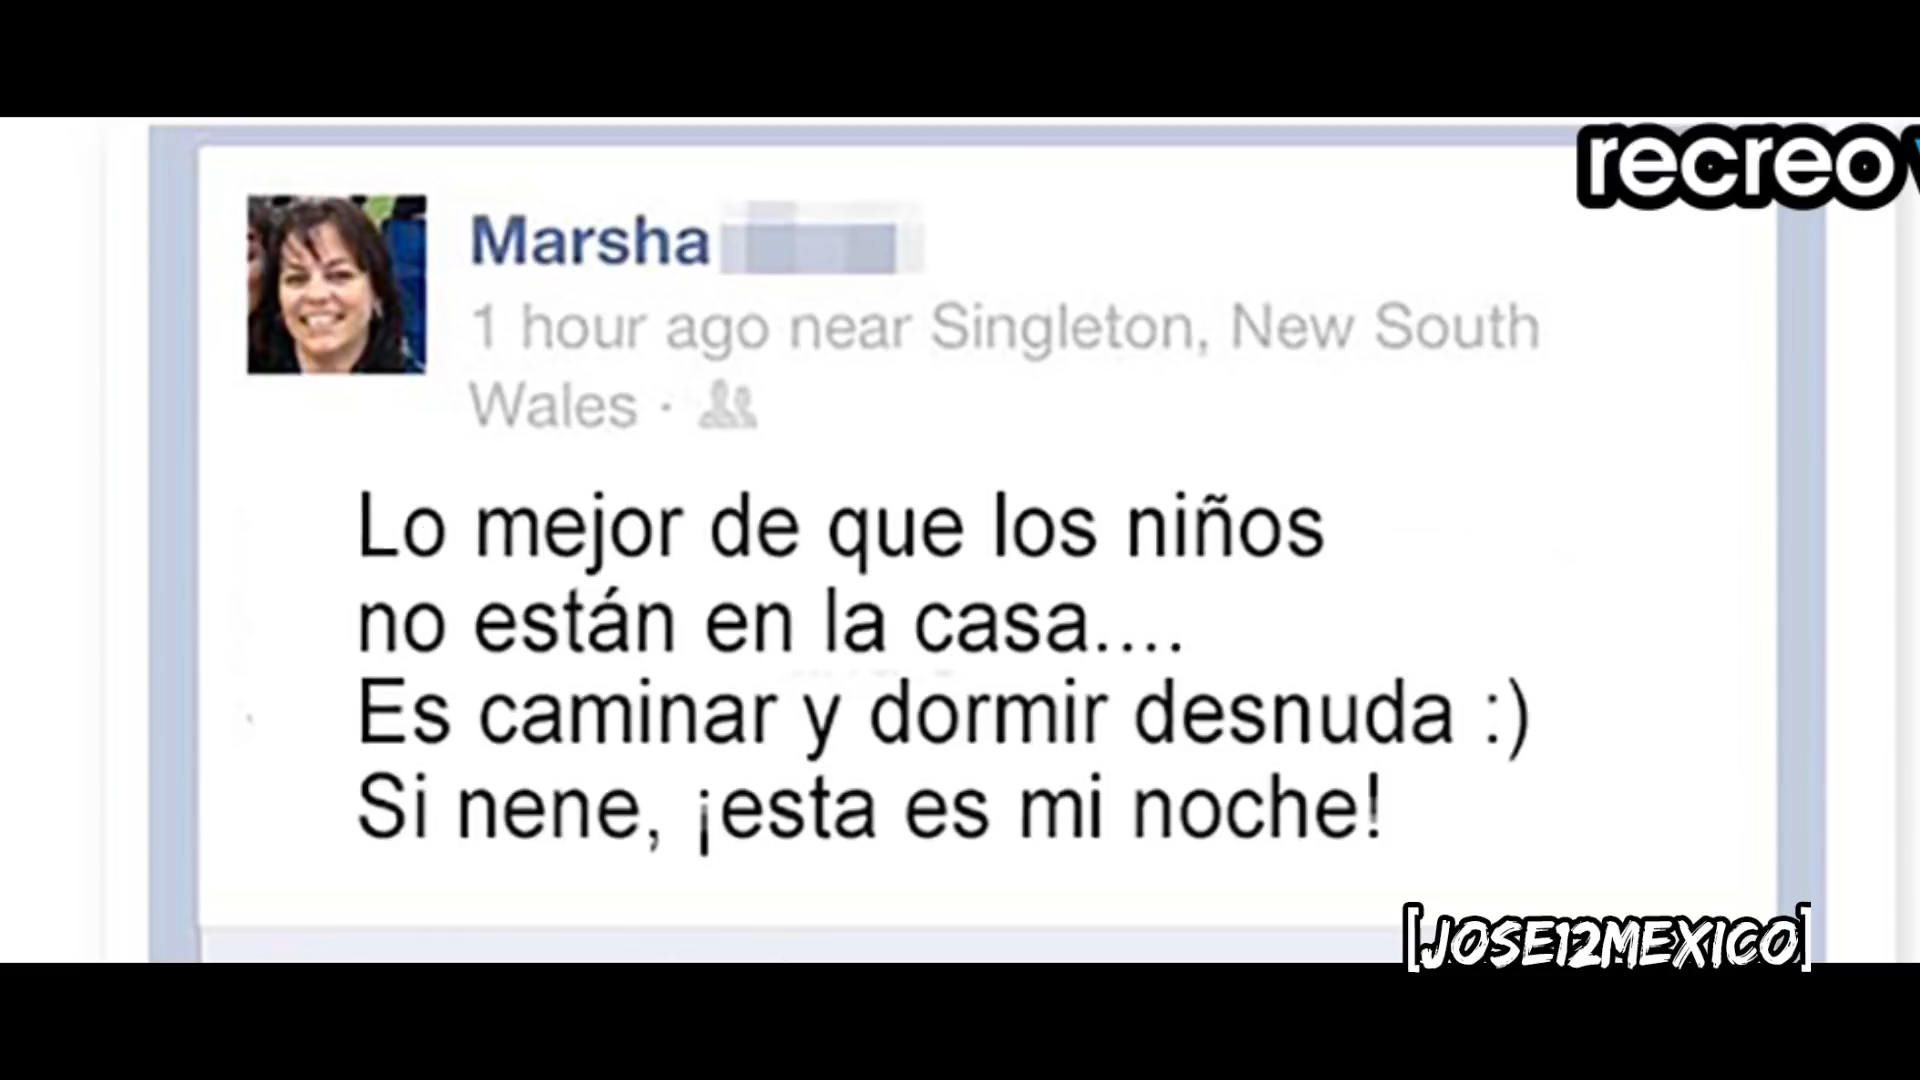 recreo
Marsha
1 hour ago near Singleton, New South
Wales ·
Lo mejor de que los niños
no están en la casa....
Es caminar y dormir desnuda :)
Si nene, ¡esta es mi noche!
[JOSE12MEXICO]